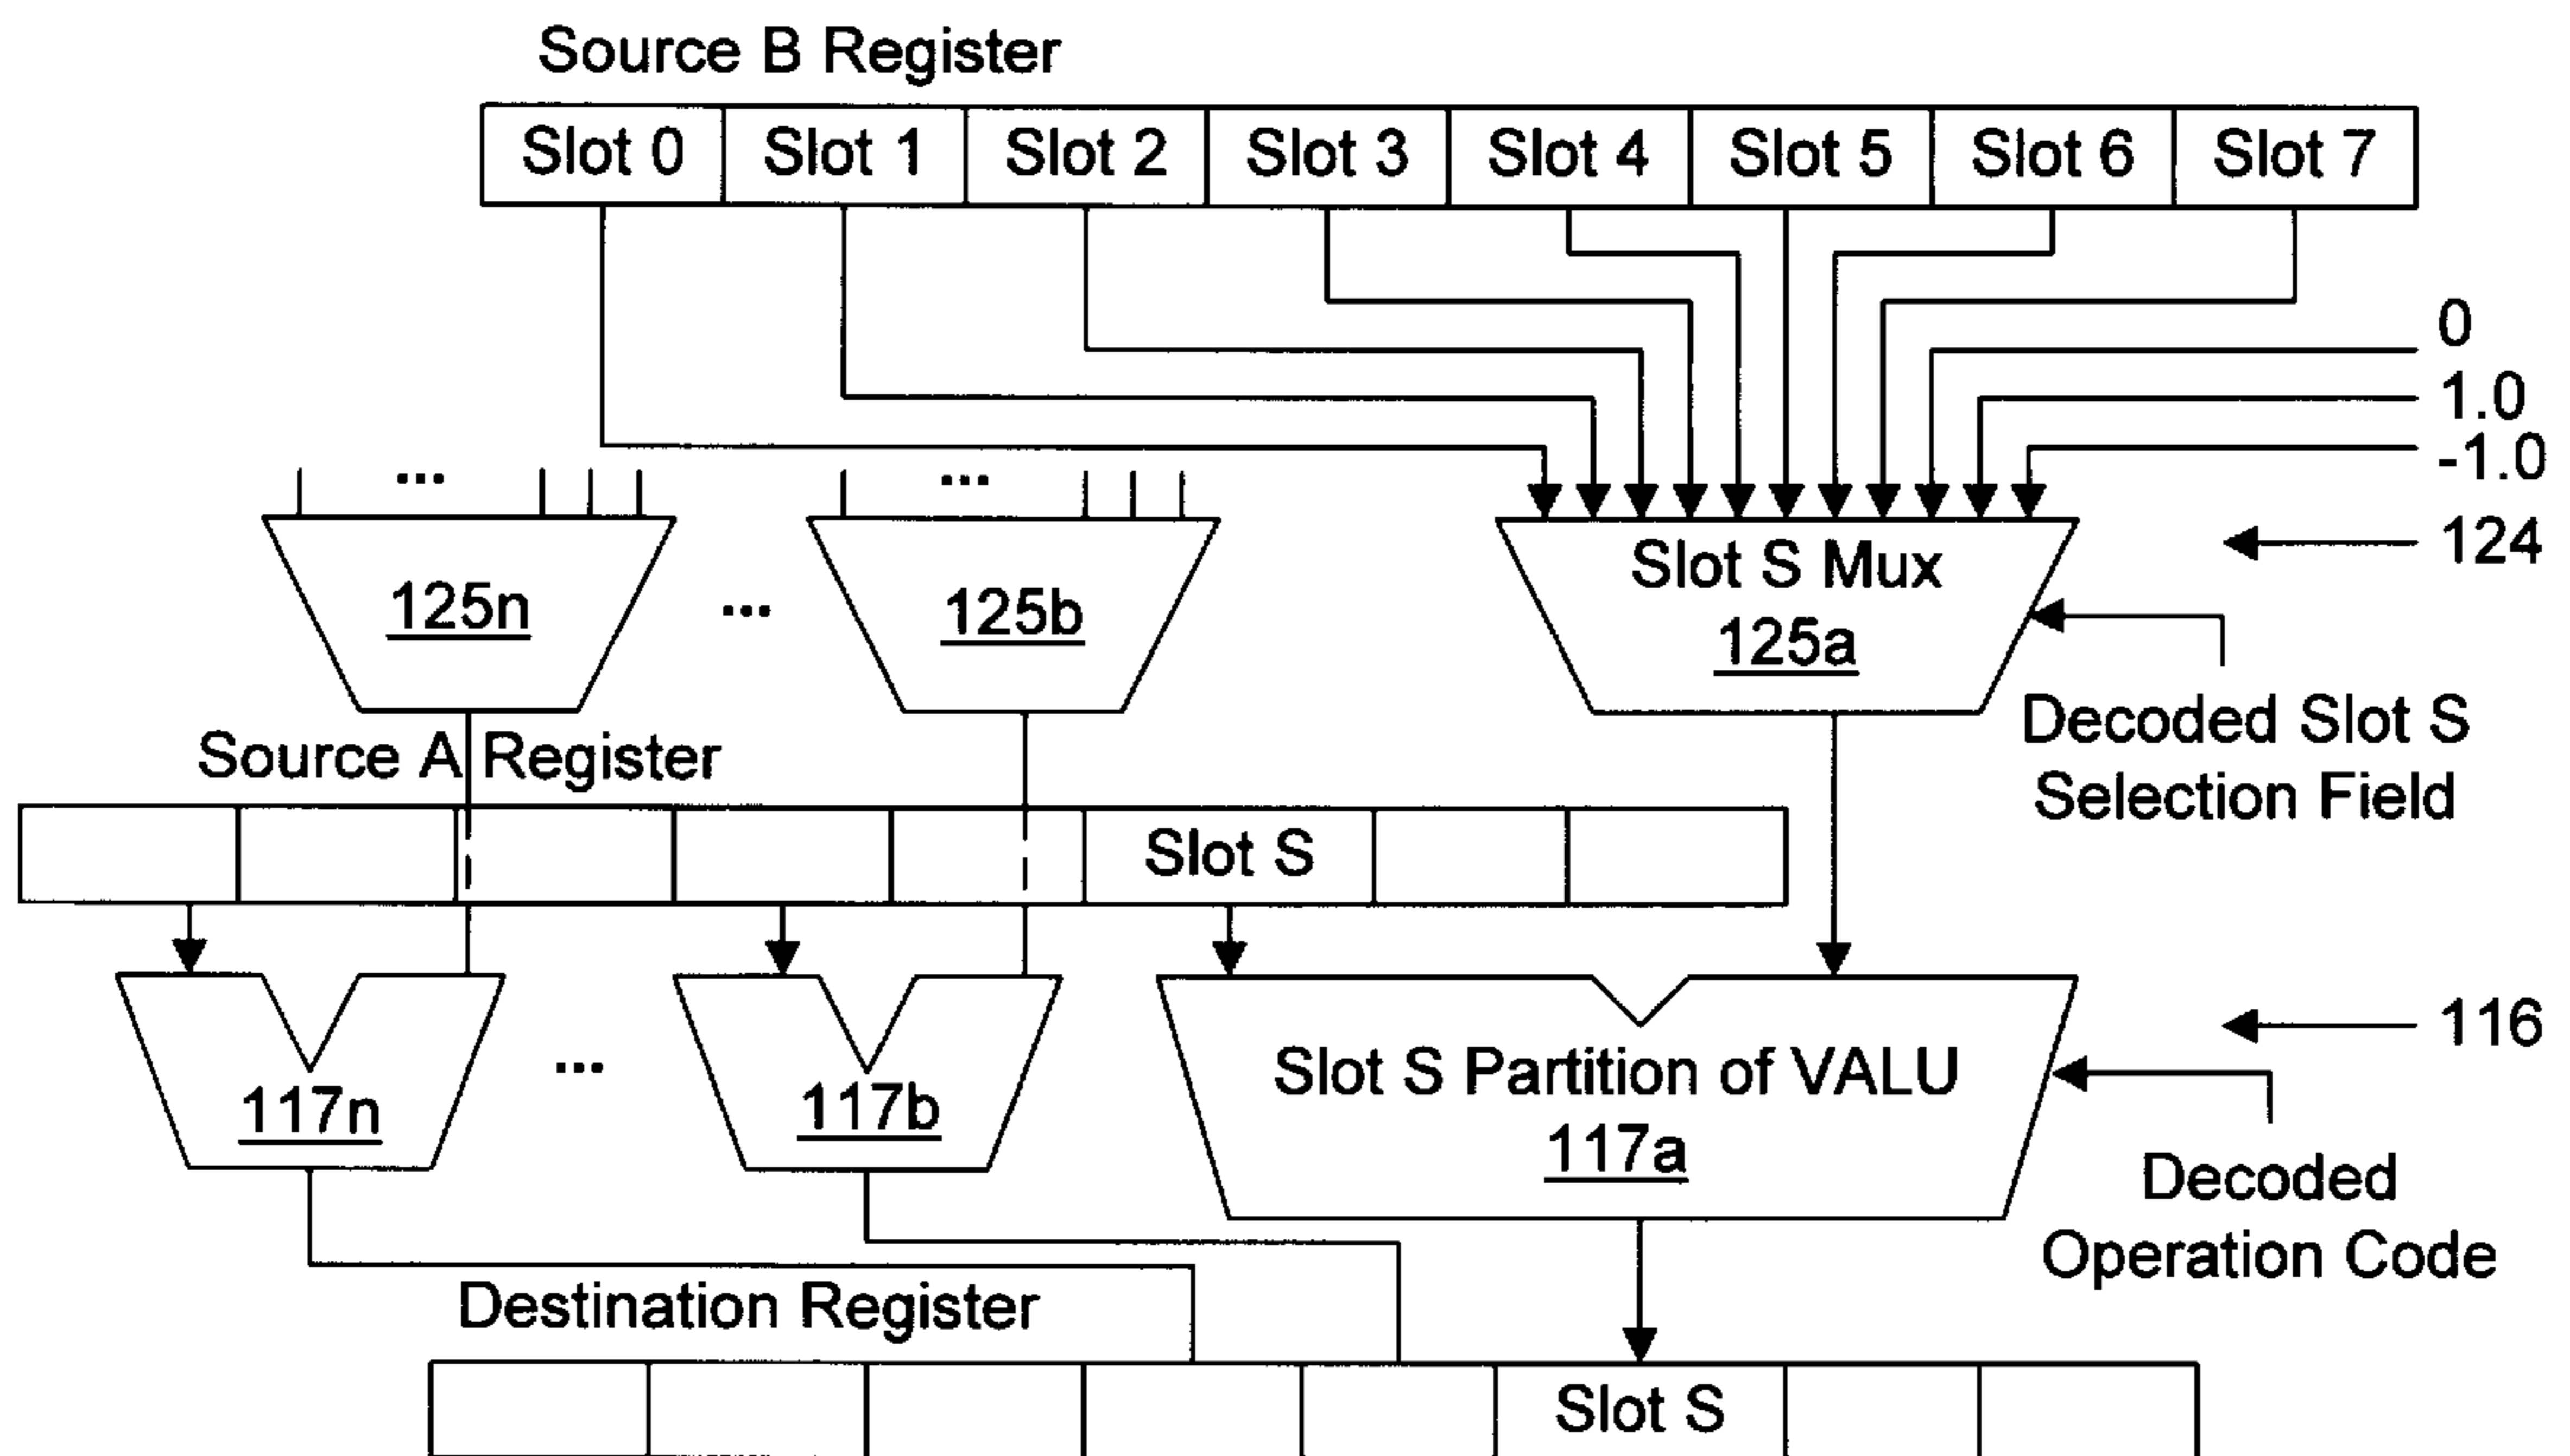 Source B Register
Slot 0 Slot 1 Slot 2 Slot 3 Slot 4 Slot 5 Slot 6 Slot 7
0
1.0
-1.0
... ...
124
Slot S Mux
125a
125n
...
125b
Decoded Slot S
Selection Field
Source A Register
Slot S
116
Slot S Partition of VALU
117a
117n
...
117b
Decoded
Operation Code
Destination Register
Slot S